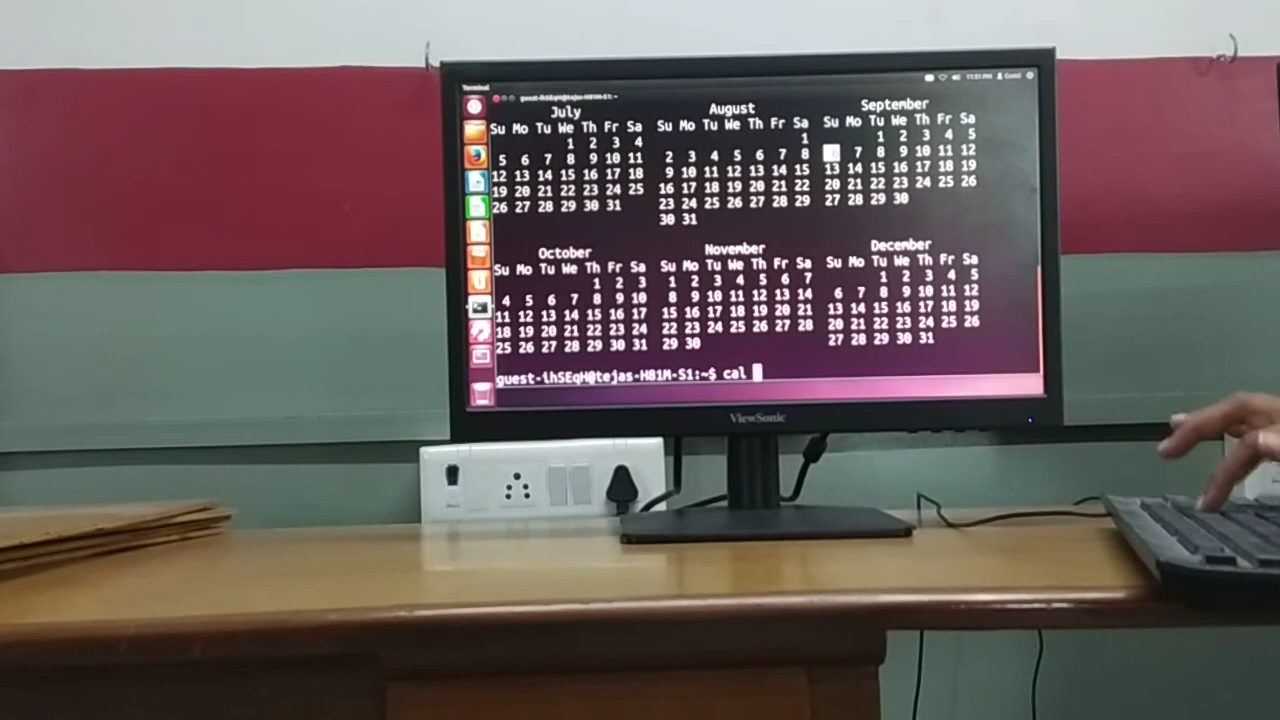 Terminal
11:51 PM Guest
guest-ihSEqH@tejas-H81M-S1: ~
July August September
Su Mo Tu We Th Fr Sa Su Mo Tu We Th Fr Sa Su Mo Tu We Th Fr Sa
1 2 3 4 1 1 2 3 4 5
5 6 7 8 9 10 11 2 3 4 5 6 7 8 6 7 8 9 10 11 12
12 13 14 15 16 17 18 9 10 11 12 13 14 15 13 14 15 16 17 18 19
19 20 21 22 23 24 25 16 17 18 19 20 21 22 20 21 22 23 24 25 26
26 27 28 29 30 31 23 24 25 26 27 28 29 27 28 29 30
30 31
October November December
Su Mo Tu We Th Fr Sa Su Mo Tu We Th Fr Sa Su Mo Tu We Th Fr Sa
1 2 3 1 2 3 4 5 6 7 1 2 3 4 5
4 5 6 7 8 9 10 8 9 10 11 12 13 14 6 7 8 9 10 11 12
11 12 13 14 15 16 17 15 16 17 18 19 20 21 13 14 15 16 17 18 19
18 19 20 21 22 23 24 22 23 24 25 26 27 28 20 21 22 23 24 25 26
25 26 27 28 29 30 31 29 30 27 28 29 30 31
guest-ihSEqH@tejas-H81M-S1:~$ cal
ViewSonic